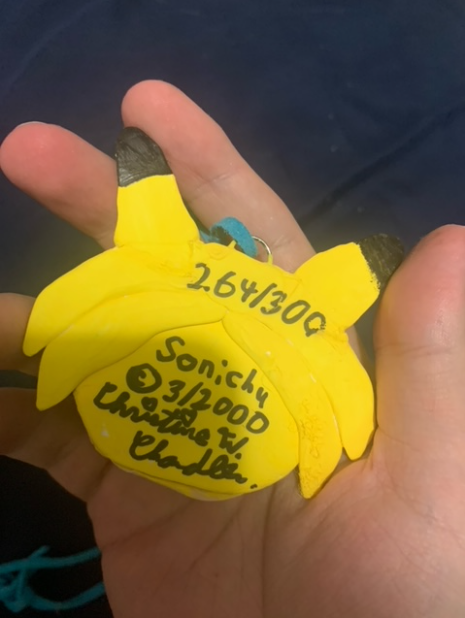 264/300
Sonichu
© 3/2000
Christine W.
Chandler.